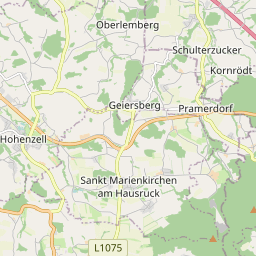 Oberlemberg
Schulterzucker
Kornrödt
Geiersberg
Pramerdorf
Hohenzell
Sankt Marienkirchen
am Hausruck
L1075